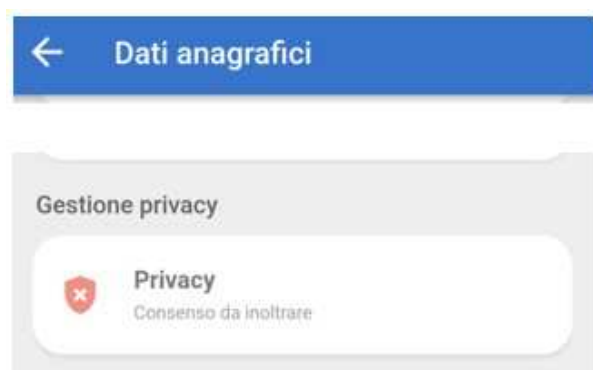 Dati anagrafici
Gestione privacy
Privacy
Consenso da inoltrare